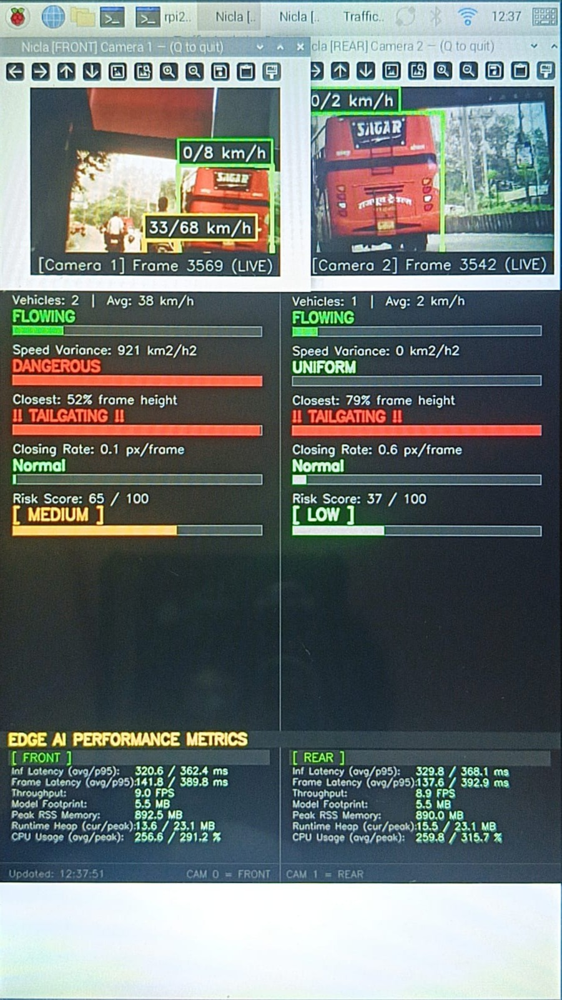 rpi2.. Nicla [.. Nicla [.. Traffic.. 12:37
Nicla [FRONT] Camera 1 – (Q to quit)
cla [REAR] Camera 2 – (Q to quit)
0/8 km/h
SAGAR
33/68 km/h
[Camera 1] Frame 3569 (LIVE)
0/2 km/h
SAGAR
राजपूत ट्रेवल्स
[Camera 2] Frame 3542 (LIVE)
Vehicles: 2 | Avg: 38 km/h
FLOWING
Speed Variance: 921 km2/h2
DANGEROUS
Closest: 52% frame height
!! TAILGATING !!
Closing Rate: 0.1 px/frame
Normal
Risk Score: 65 / 100
[ MEDIUM ]
Vehicles: 1 | Avg: 2 km/h
FLOWING
Speed Variance: 0 km2/h2
UNIFORM
Closest: 79% frame height
!! TAILGATING !!
Closing Rate: 0.6 px/frame
Normal
Risk Score: 37 / 100
[ LOW ]
EDGE AI PERFORMANCE METRICS
[ FRONT ]
Inf Latency (avg/p95): 320.6 / 362.4 ms
Frame Latency (avg/p95):141.8 / 389.8 ms
Throughput: 9.0 FPS
Model Footprint: 5.5 MB
Peak RSS Memory: 892.5 MB
Runtime Heap (cur/peak):13.6 / 23.1 MB
CPU Usage (avg/peak): 256.6 / 291.2 %
[ REAR ]
Inf Latency (avg/p95): 329.8 / 368.1 ms
Frame Latency (avg/p95):137.6 / 392.9 ms
Throughput: 8.9 FPS
Model Footprint: 5.5 MB
Peak RSS Memory: 890.0 MB
Runtime Heap (cur/peak):15.5 / 23.1 MB
CPU Usage (avg/peak): 259.8 / 315.7 %
Updated: 12:37:51
CAM 0 = FRONT
CAM 1 = REAR